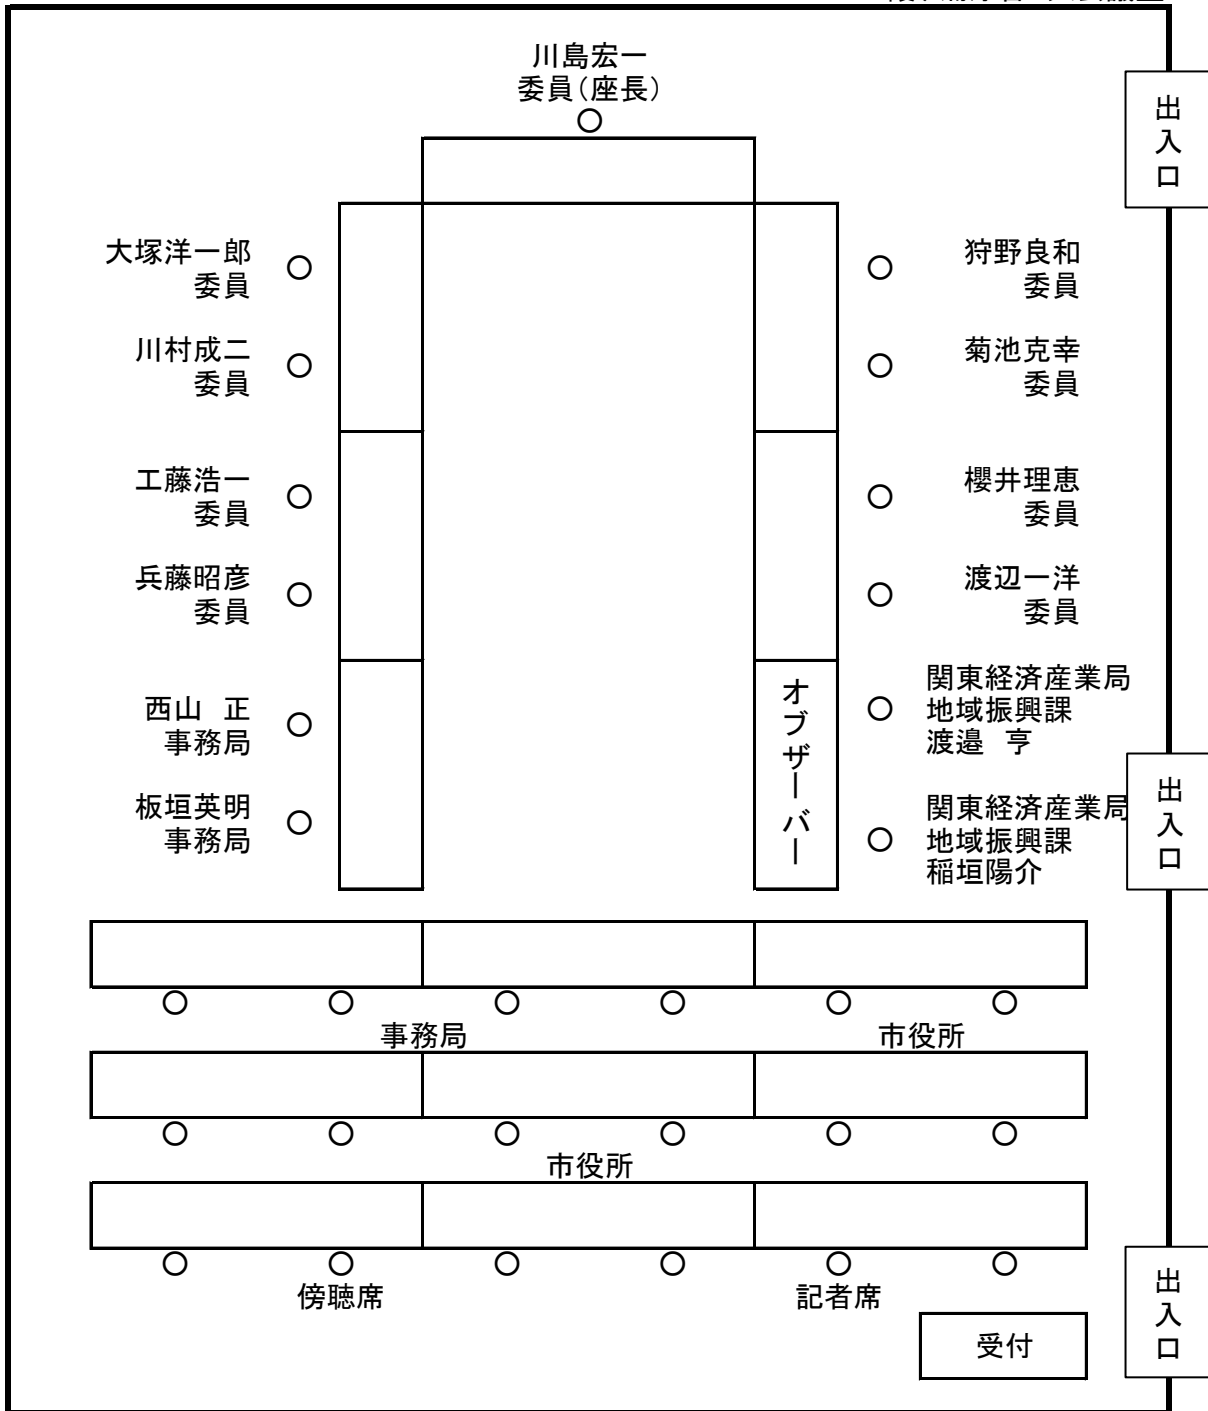 川島宏一
委員(座長)
出入口
大塚洋一郎
委員
狩野良和
委員
川村成二
委員
菊池克幸
委員
工藤浩一
委員
櫻井理恵
委員
兵藤昭彦
委員
渡辺一洋
委員
西山 正
事務局
オブザーバー
関東経済産業局
地域振興課
渡邉 亨
板垣英明
事務局
関東経済産業局
地域振興課
稲垣陽介
出入口
事務局
市役所
市役所
傍聴席
記者席
受付
出入口